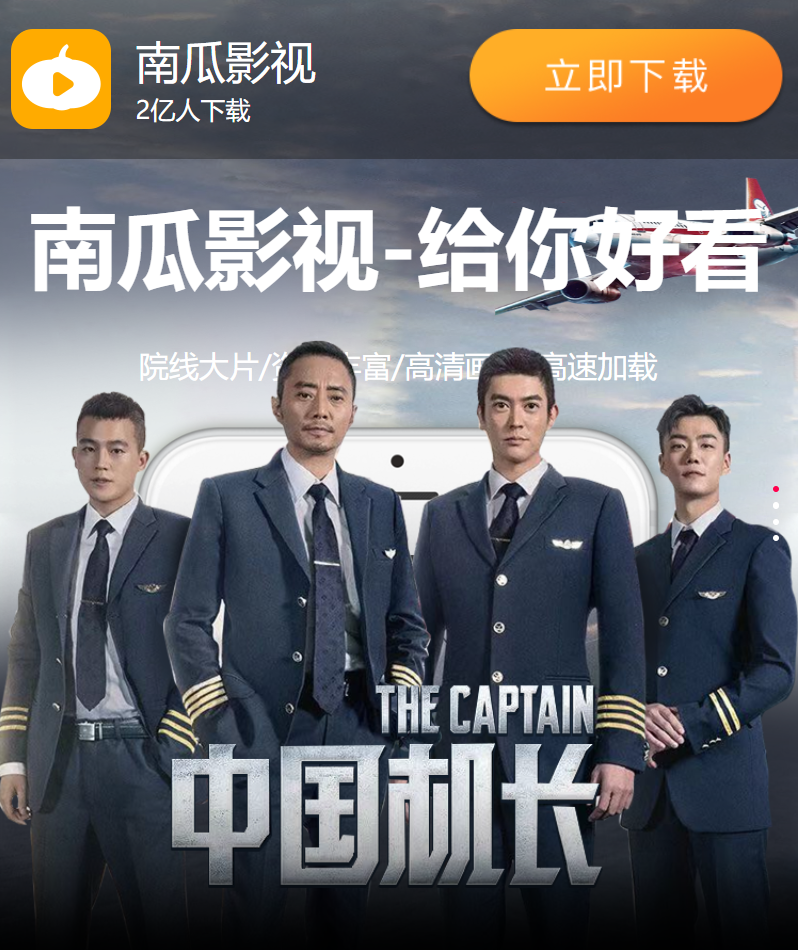 南瓜影视
2亿人下载
立即下载
南瓜影视-给你好看
院线大片/资 丰富/高清画 高速加载
THE CAPTAIN
中国机长